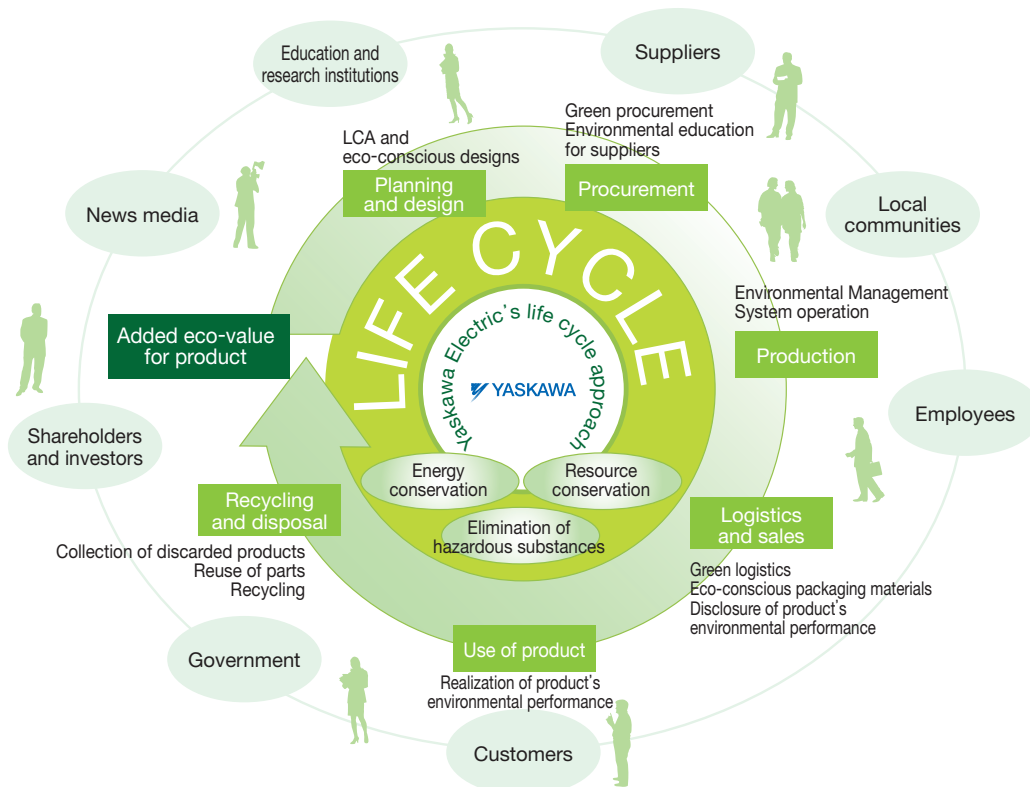 Education and
research institutions
Suppliers
Green procurement
Environmental education
for suppliers
LCA and
eco-conscious designs
Planning
and design
Procurement
News media
Local
communities
LIFE CYCLE
Environmental Management
System operation
Added eco-value
for product
Production
Yaskawa Electric's life cycle approach
YASKAWA
Shareholders
and investors
Employees
Energy
conservation
Resource
conservation
Recycling
and disposal
Elimination of
hazardous substances
Logistics
and sales
Collection of discarded products
Reuse of parts
Recycling
Green logistics
Eco-conscious packaging materials
Disclosure of product's
environmental performance
Government
Use of product
Realization of product's
environmental performance
Customers